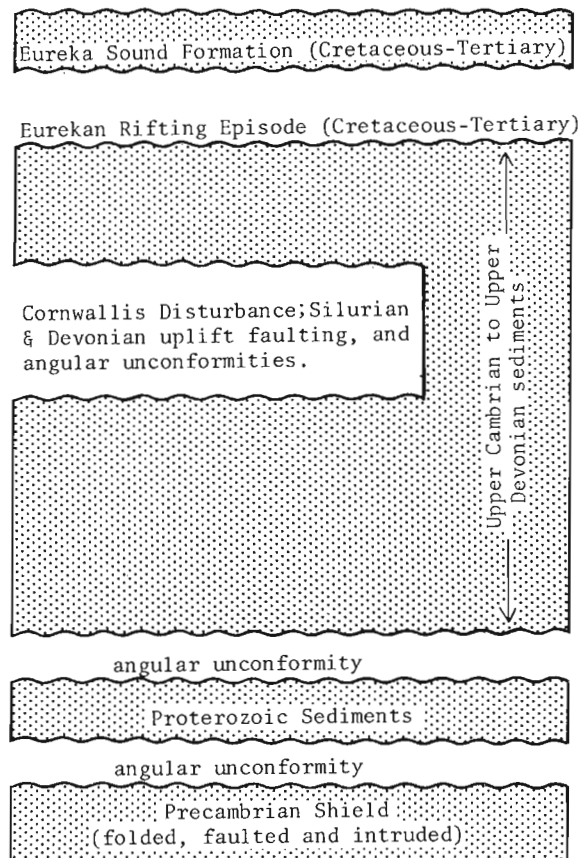 Eureka Sound Formation (Cretaceous-Tertiary)
Eurekan Rifting Episode (Cretaceous-Tertiary)
Cornwallis Disturbance;Silurian
& Devonian uplift faulting, and
angular unconformities.
Upper Cambrian to Upper
Devonian sediments
angular unconformity
Proterozoic Sediments
angular unconformity
Precambrian Shield
(folded, faulted and intruded)